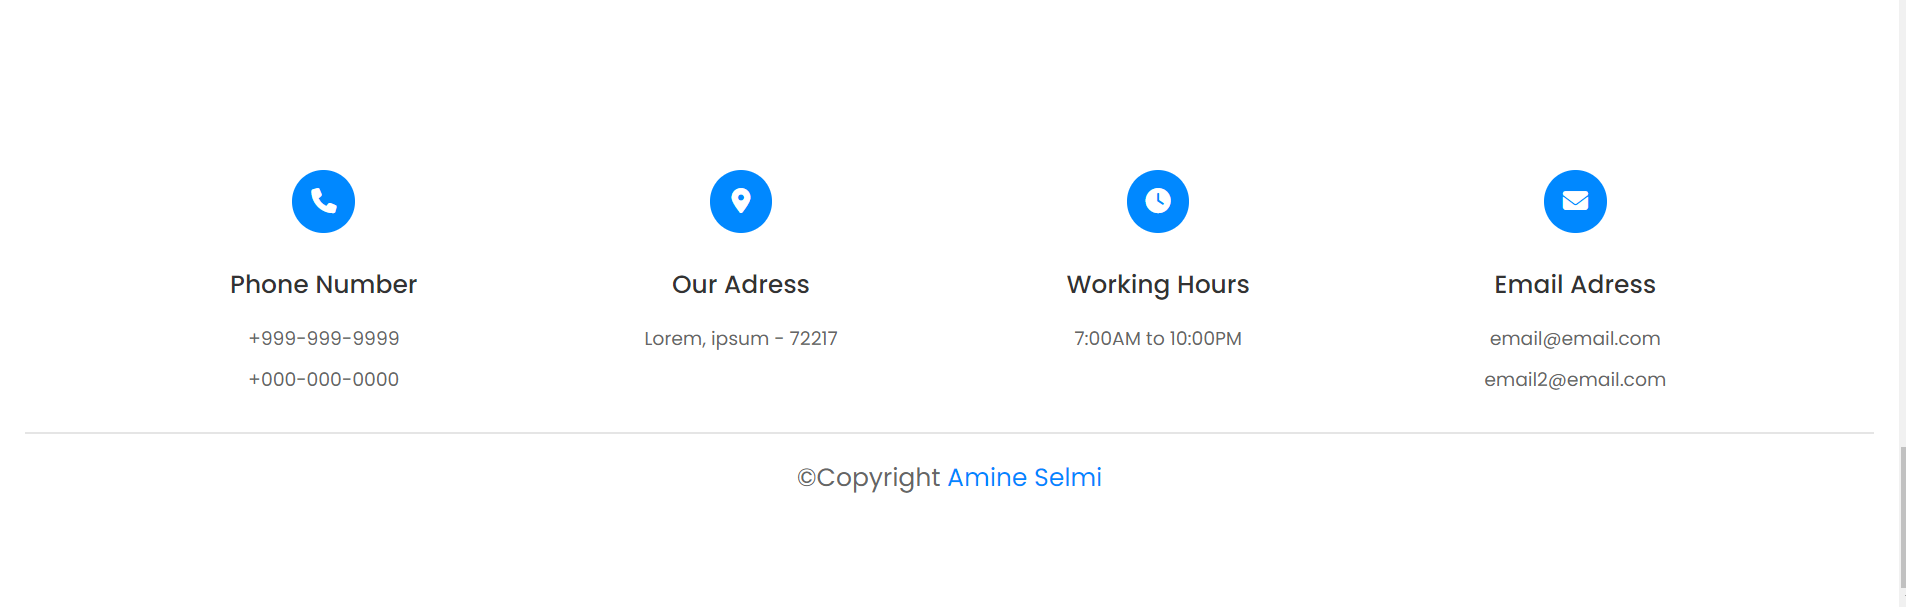 Phone Number
+999-999-9999
+000-000-0000
Our Adress
Lorem, ipsum - 72217
Working Hours
7:00AM to 10:00PM
Email Adress
email@email.com
email2@email.com
©Copyright Amine Selmi